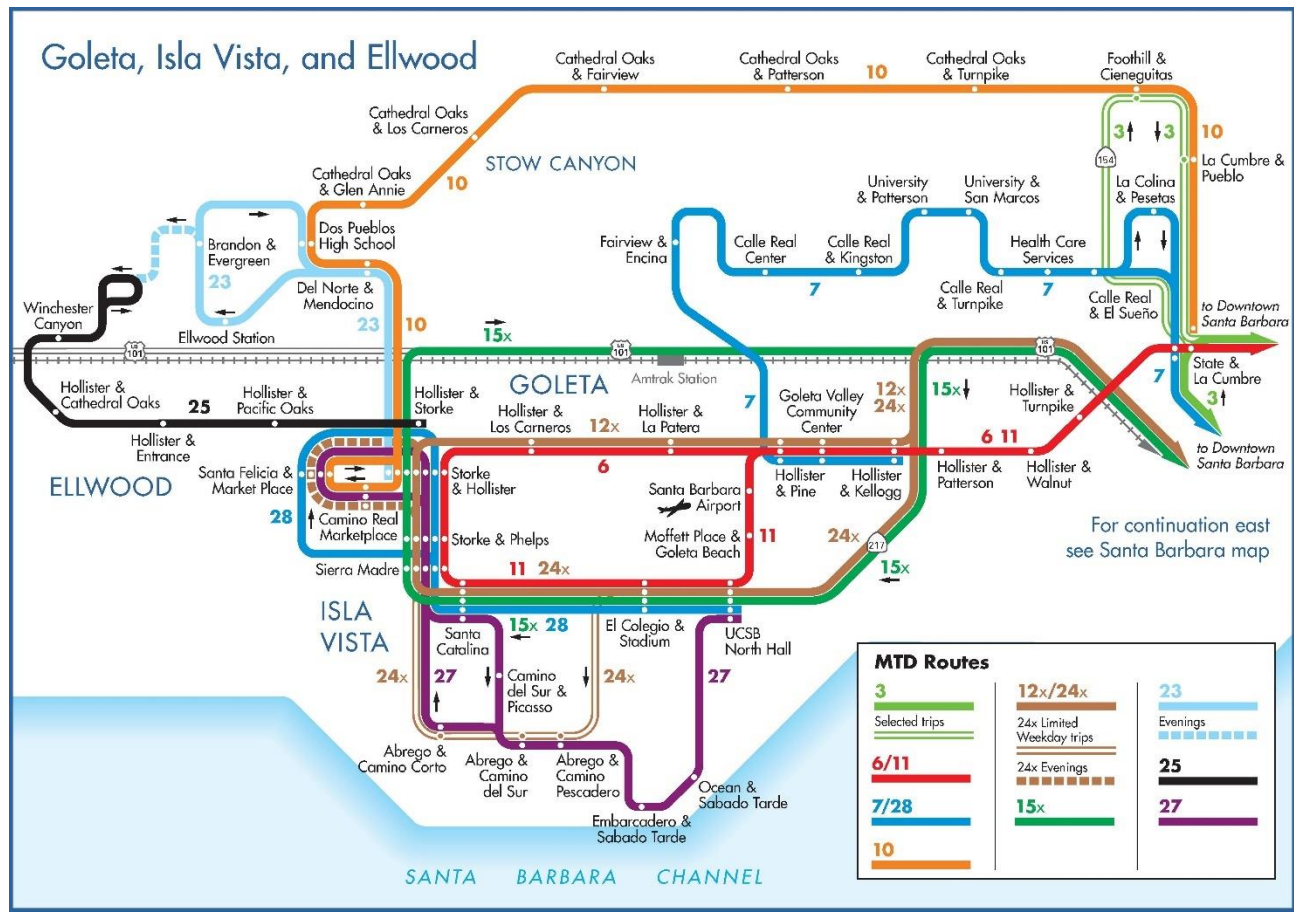 Goleta, Isla Vista, and Ellwood
Cathedral Oaks
& Fairview
Cathedral Oaks
& Patterson
10
Cathedral Oaks
& Turnpike
Foothill &
Cieneguitas
Cathedral Oaks
& Los Carneros
3
3
10
STOW CANYON
154
La Cumbre &
Pueblo
Cathedral Oaks
& Glen Annie
10
University
& Patterson
University &
San Marcos
La Colina
& Pesetas
Brandon &
Evergreen
23
Dos Pueblos
High School
Fairview &
Encina
Calle Real
Center
Calle Real
& Kingston
Health Care
Services
7
7
Del Norte &
Mendocino
Calle Real
& Turnpike
Calle Real
& El Sueño
Winchester
Canyon
Ellwood Station
23
10
to Downtown
Santa Barbara
15x
US
101
US
101
US
101
Amtrak Station
GOLETA
State &
La Cumbre
7
3
Hollister &
Cathedral Oaks
25
Hollister &
Pacific Oaks
Hollister &
Storke
Hollister &
Los Carneros
12x
Hollister &
La Patera
7
Goleta Valley
Community
Center
12x
24x
15x
Hollister &
Turnpike
Hollister &
Entrance
6
6 11
to Downtown
Santa Barbara
ELLWOOD
Santa Felicia &
Market Place
Storke
& Hollister
Santa Barbara
Airport
Hollister
& Pine
Hollister
& Kellogg
Hollister &
Patterson
Hollister &
Walnut
28
Camino Real
Marketplace
Storke & Phelps
Moffett Place &
Goleta Beach
11
24x
217
15x
For continuation east
see Santa Barbara map
Sierra Madre
11 24x
ISLA
VISTA
Santa
Catalina
15x 28
El Colegio &
Stadium
UCSB
North Hall
24x
27
Camino
del Sur &
Picasso
24x
27
Abrego &
Camino Corto
Abrego &
Camino
del Sur
Abrego &
Camino
Pescadero
Ocean &
Sabado Tarde
Embarcadero &
Sabado Tarde
SANTA BARBARA CHANNEL
MTD Routes
3
Selected trips
6/11
7/28
10
12x/24x
24x Limited
Weekday trips
24x Evenings
15x
23
Evenings
25
27